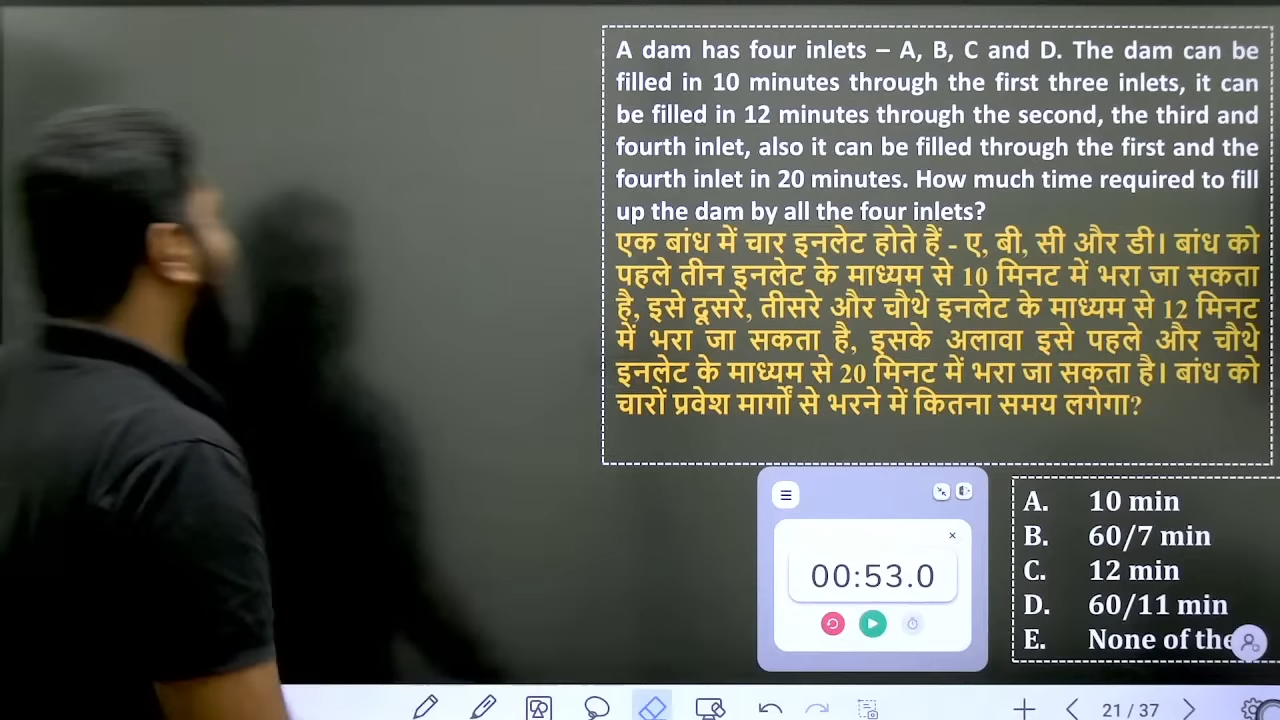 A dam has four inlets – A, B, C and D. The dam can be
filled in 10 minutes through the first three inlets, it can
be filled in 12 minutes through the second, the third and
fourth inlet, also it can be filled through the first and the
fourth inlet in 20 minutes. How much time required to fill
up the dam by all the four inlets?
एक बांध में चार इनलेट होते हैं - ए, बी, सी और डी। बांध को
पहले तीन इनलेट के माध्यम से 10 मिनट में भरा जा सकता
है, इसे दूसरे, तीसरे और चौथे इनलेट के माध्यम से 12 मिनट
में भरा जा सकता है, इसके अलावा इसे पहले और चौथे
इनलेट के माध्यम से 20 मिनट में भरा जा सकता है। बांध को
चारों प्रवेश मार्गों से भरने में कितना समय लगेगा?
00:53.0
A. 10 min
B. 60/7 min
C. 12 min
D. 60/11 min
E. None of the
21 / 37